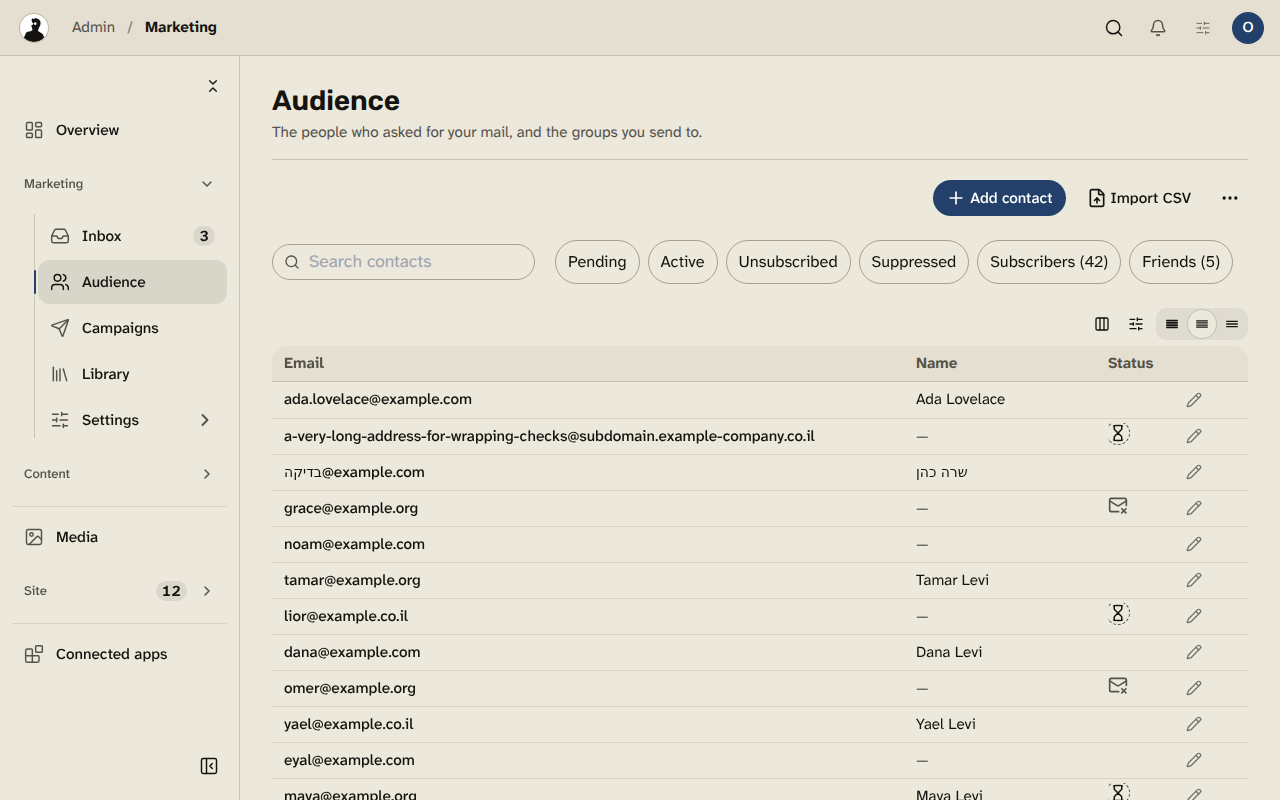 Admin / Marketing
O
Overview
Marketing
Inbox 3
Audience
Campaigns
Library
Settings
Content
Media
Site 12
Connected apps
Audience
The people who asked for your mail, and the groups you send to.
Add contact
Import CSV
Search contacts
Pending
Active
Unsubscribed
Suppressed
Subscribers (42)
Friends (5)
Email Name Status
ada.lovelace@example.com Ada Lovelace
a-very-long-address-for-wrapping-checks@subdomain.example-company.co.il —
בדיקה@example.com שרה כהן
grace@example.org —
noam@example.com —
tamar@example.org Tamar Levi
lior@example.co.il —
dana@example.com Dana Levi
omer@example.org —
yael@example.co.il Yael Levi
eyal@example.com —
maya@example.org Maya Levi